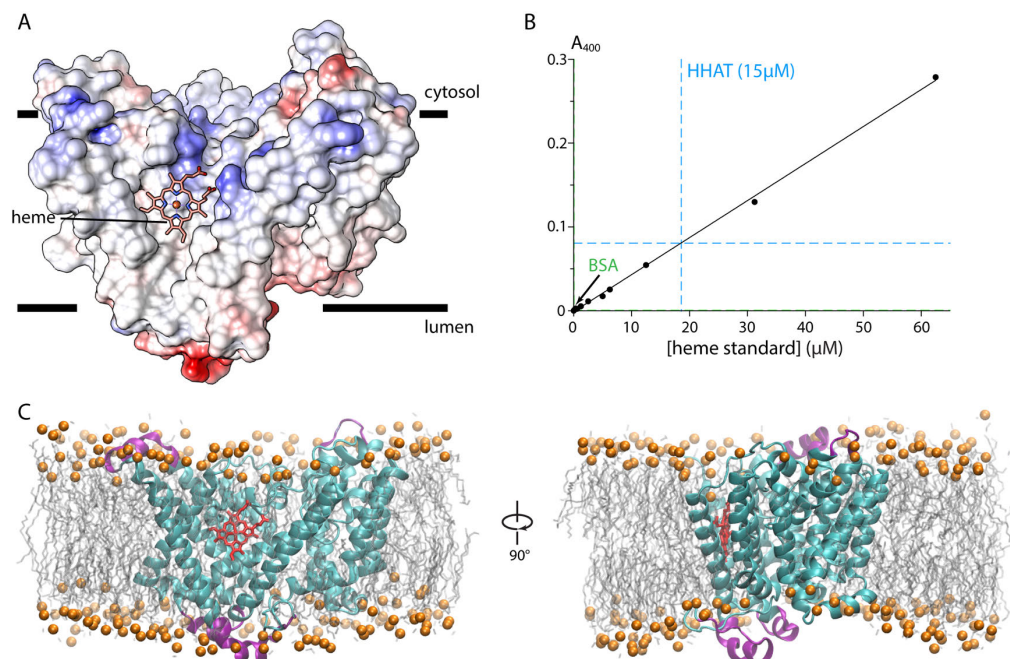 A
cytosol
heme
lumen
B
A₄₀₀
0.3
HHAT (15μM)
0.2
0.1
BSA
0
0 10 20 30 40 50 60
[heme standard] (μM)
C
90°